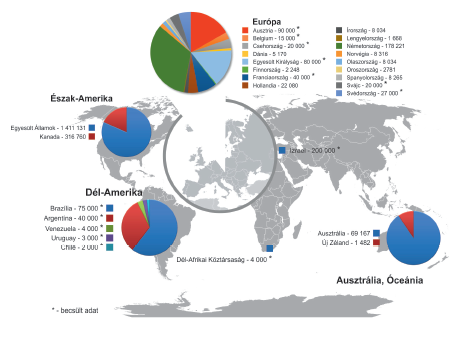 Európa
Ausztria - 90 000 *
Belgium - 15 000 *
Csehország - 20 000 *
Dánia - 5 170
Egyesült Királyság - 80 000 *
Finnország - 2 248
Franciaország - 40 000 *
Hollandia - 22 080
Írország - 8 034
Lengyelország - 1 668
Németország - 178 221
Norvégia - 8 316
Olaszország - 8 034
Oroszország - 2781
Spanyolország - 8 265
Svájc - 20 000 *
Svédország - 27 000 *
Észak-Amerika
Egyesült Államok - 1 411 131
Kanada - 316 760
Izrael - 200 000 *
Dél-Amerika
Brazília - 75 000 *
Argentína - 40 000 *
Venezuela - 4 000 *
Uruguay - 3 000 *
Chile - 2 000 *
Dél-Afrikai Köztársaság - 4 000 *
Ausztrália - 69 167
Új Zéland - 1 482
Ausztrália, Óceánia
* - becsült adat